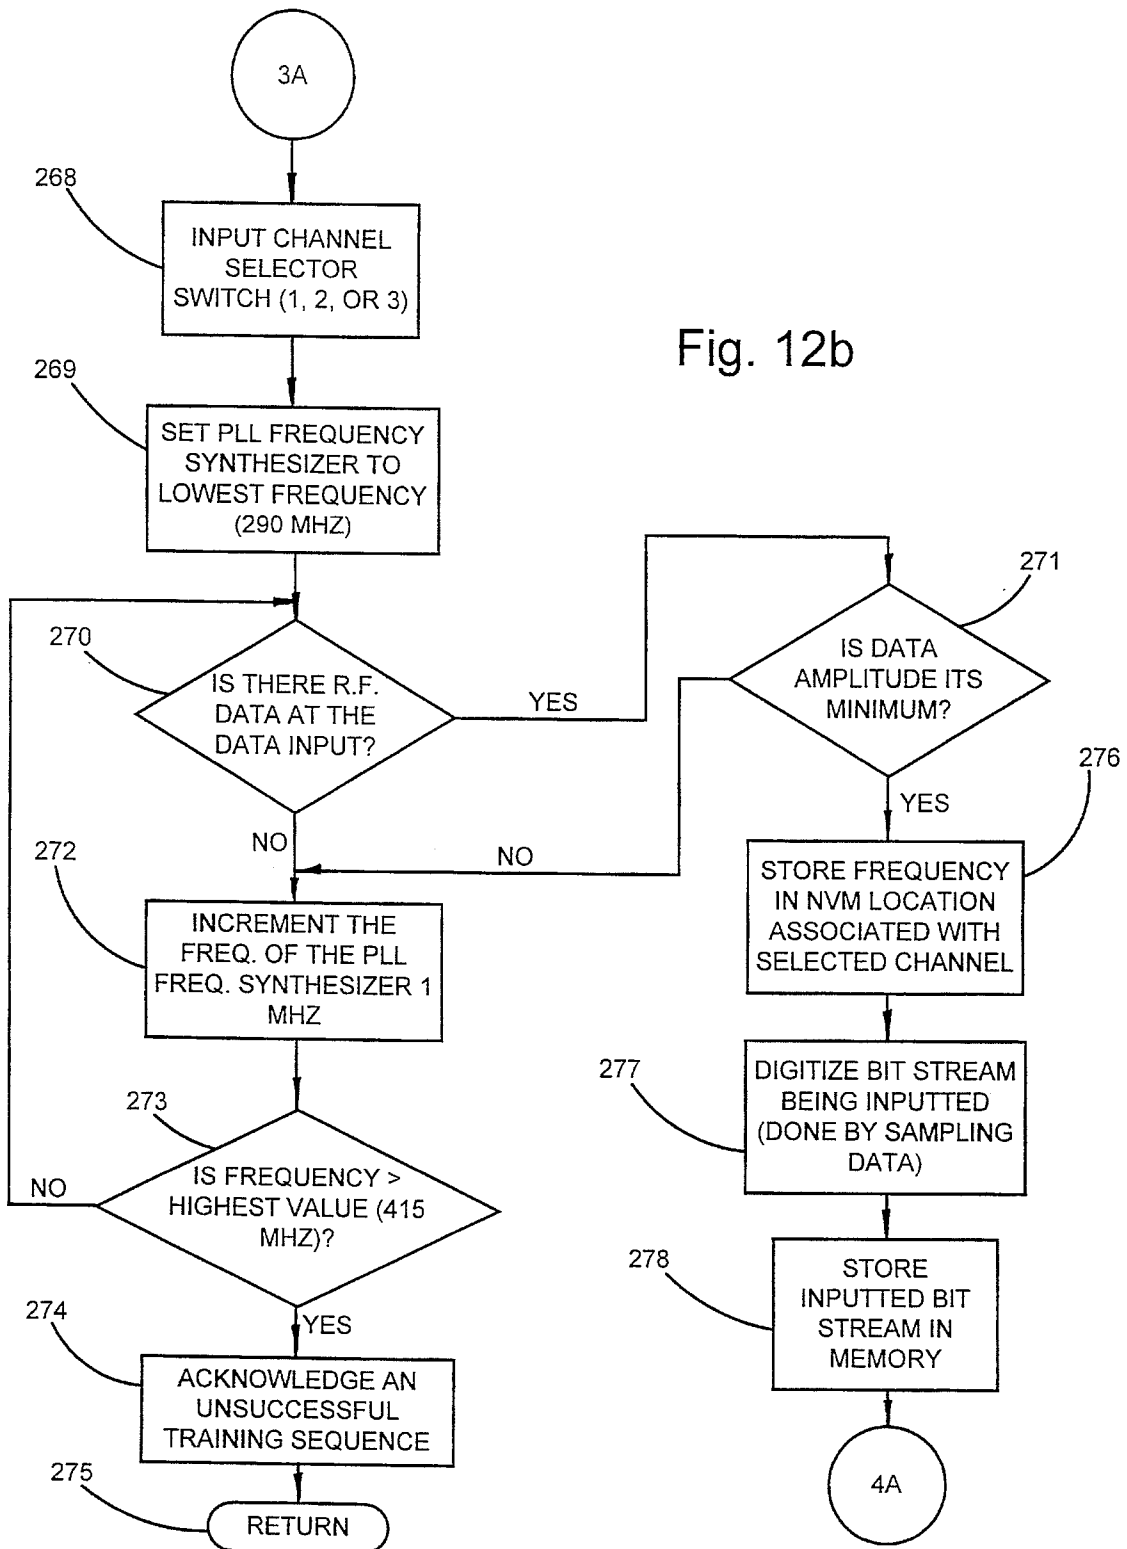 3A
268
INPUT CHANNEL
SELECTOR
SWITCH (1, 2, OR 3)
Fig. 12b
269
SET PLL FREQUENCY
SYNTHESIZER TO
LOWEST FREQUENCY
(290 MHZ)
270
IS THERE R.F.
DATA AT THE
DATA INPUT?
YES
271
IS DATA
AMPLITUDE ITS
MINIMUM?
YES
NO
NO
272
INCREMENT THE
FREQ. OF THE PLL
FREQ. SYNTHESIZER 1
MHZ
273
IS FREQUENCY >
HIGHEST VALUE (415
MHZ)?
NO
YES
274
ACKNOWLEDGE AN
UNSUCCESSFUL
TRAINING SEQUENCE
275
RETURN
276
STORE FREQUENCY
IN NVM LOCATION
ASSOCIATED WITH
SELECTED CHANNEL
277
DIGITIZE BIT STREAM
BEING INPUTTED
(DONE BY SAMPLING
DATA)
278
STORE
INPUTTED BIT
STREAM IN
MEMORY
4A